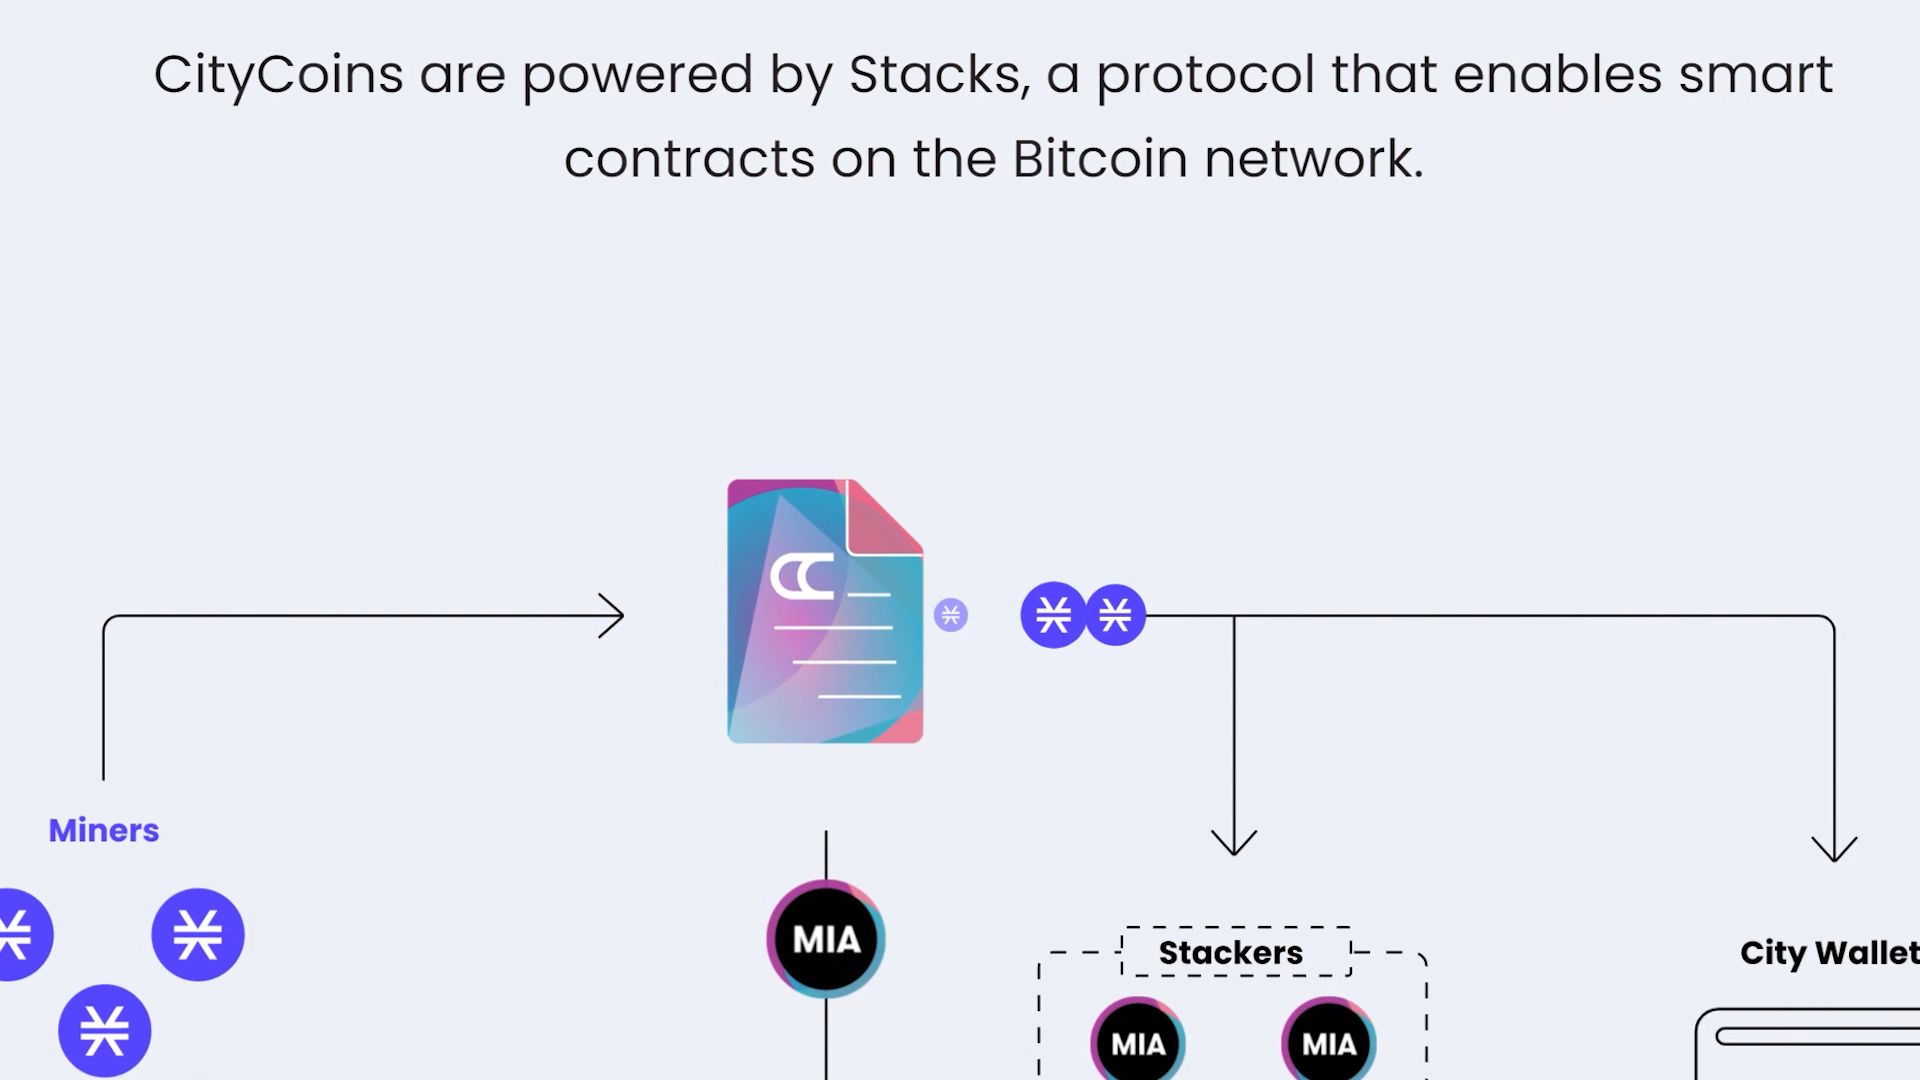 CityCoins are powered by Stacks, a protocol that enables smart
contracts on the Bitcoin network.
CC
Miners
MIA
Stackers
City Wallet
MIA
MIA